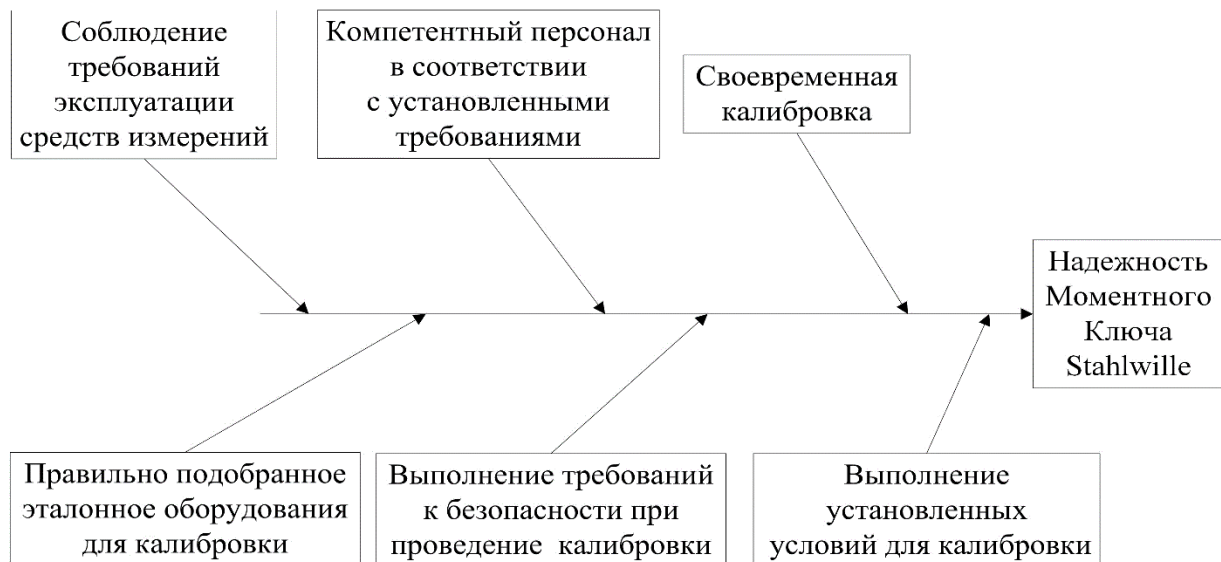 Соблюдение
требований
эксплуатации
средств измерений
Компетентный персонал
в соответствии
с установленными
требованиями
Своевременная
калибровка
Надежность
Моментного
Ключа
Stahlwille
Правильно подобранное
эталонное оборудования
для калибровки
Выполнение требований
к безопасности при
проведение калибровки
Выполнение
установленных
условий для калибровки